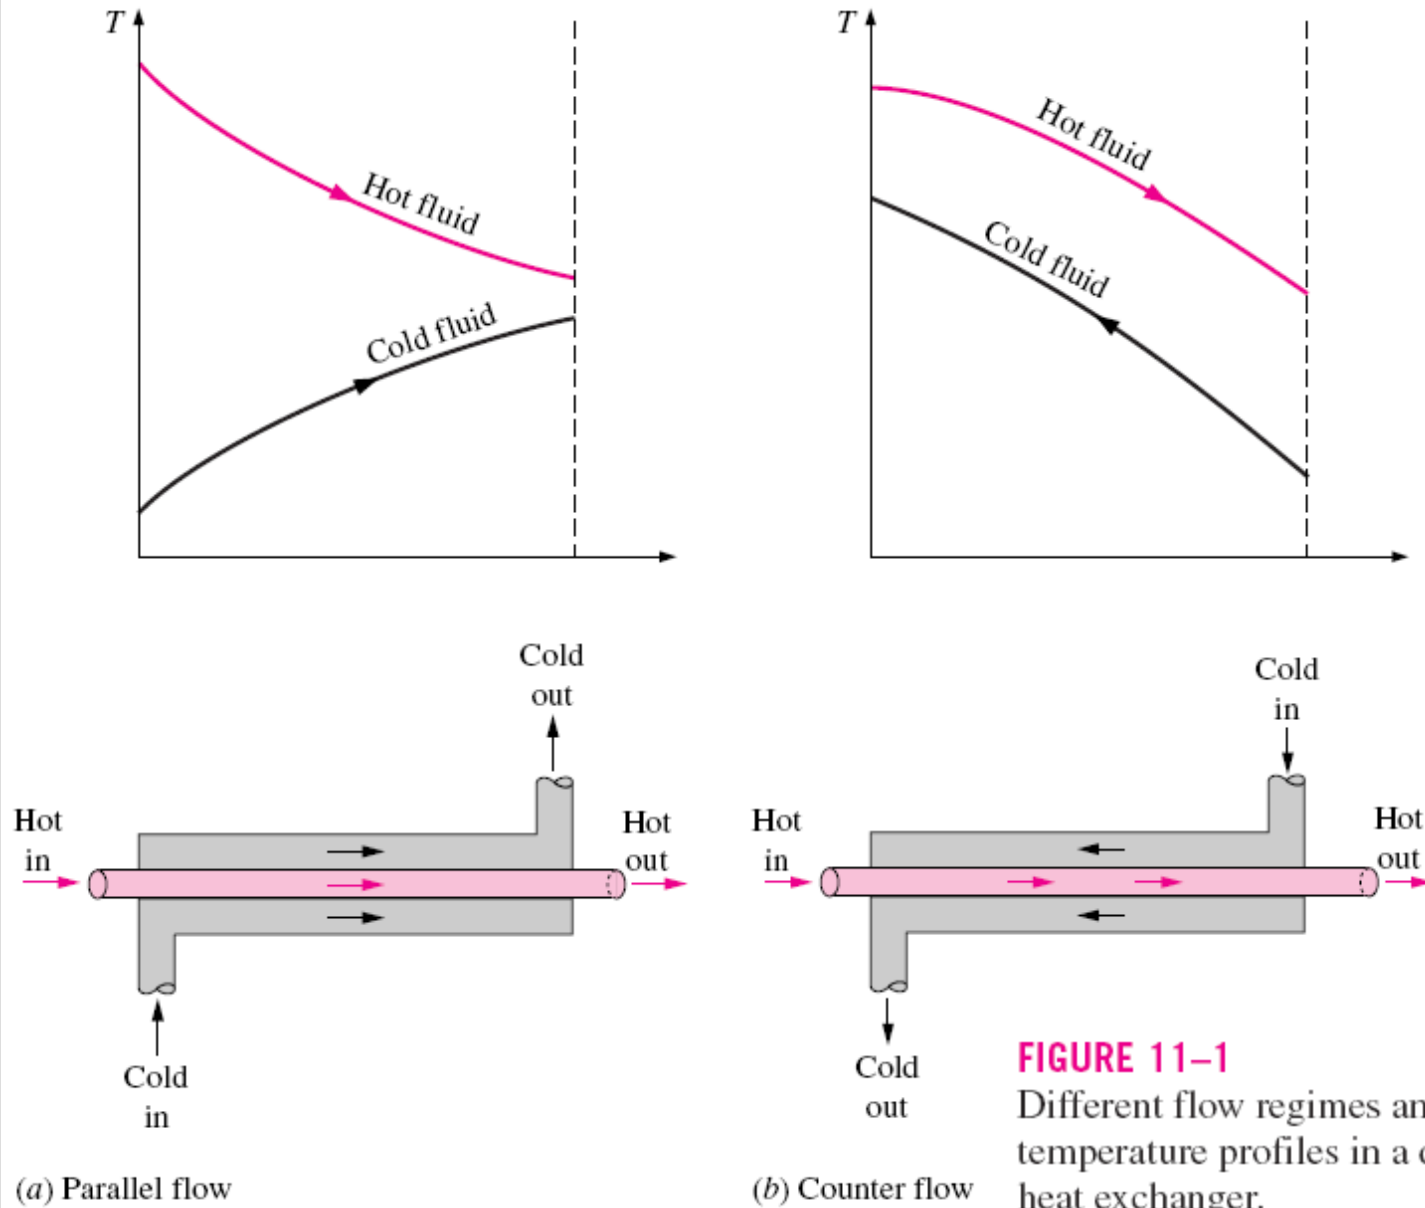 T
Hot fluid
Cold fluid
T
Hot fluid
Cold fluid
Cold
out
Hot
in
Hot
out
Cold
in
(a) Parallel flow
Cold
in
Hot
in
Hot
out
Cold
out
(b) Counter flow
FIGURE 11–1
Different flow regimes
temperature profiles in a
heat exchanger.